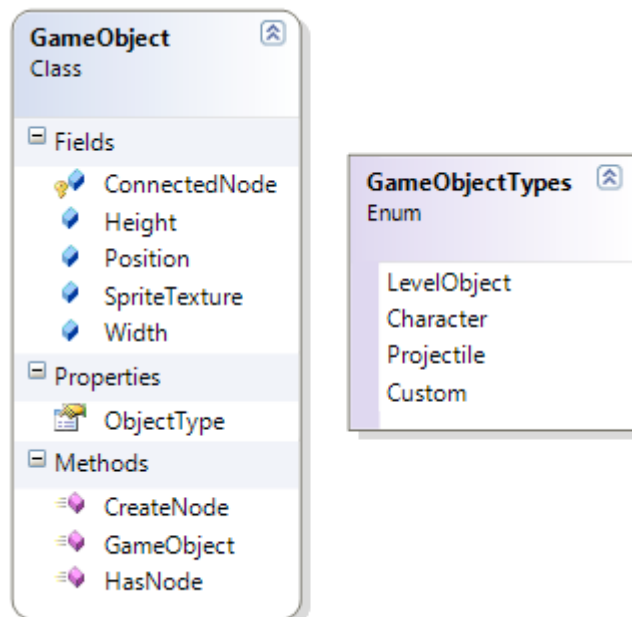 GameObject
Class
Fields
ConnectedNode
Height
Position
SpriteTexture
Width
Properties
ObjectType
Methods
CreateNode
GameObject
HasNode
GameObjectTypes
Enum
LevelObject
Character
Projectile
Custom